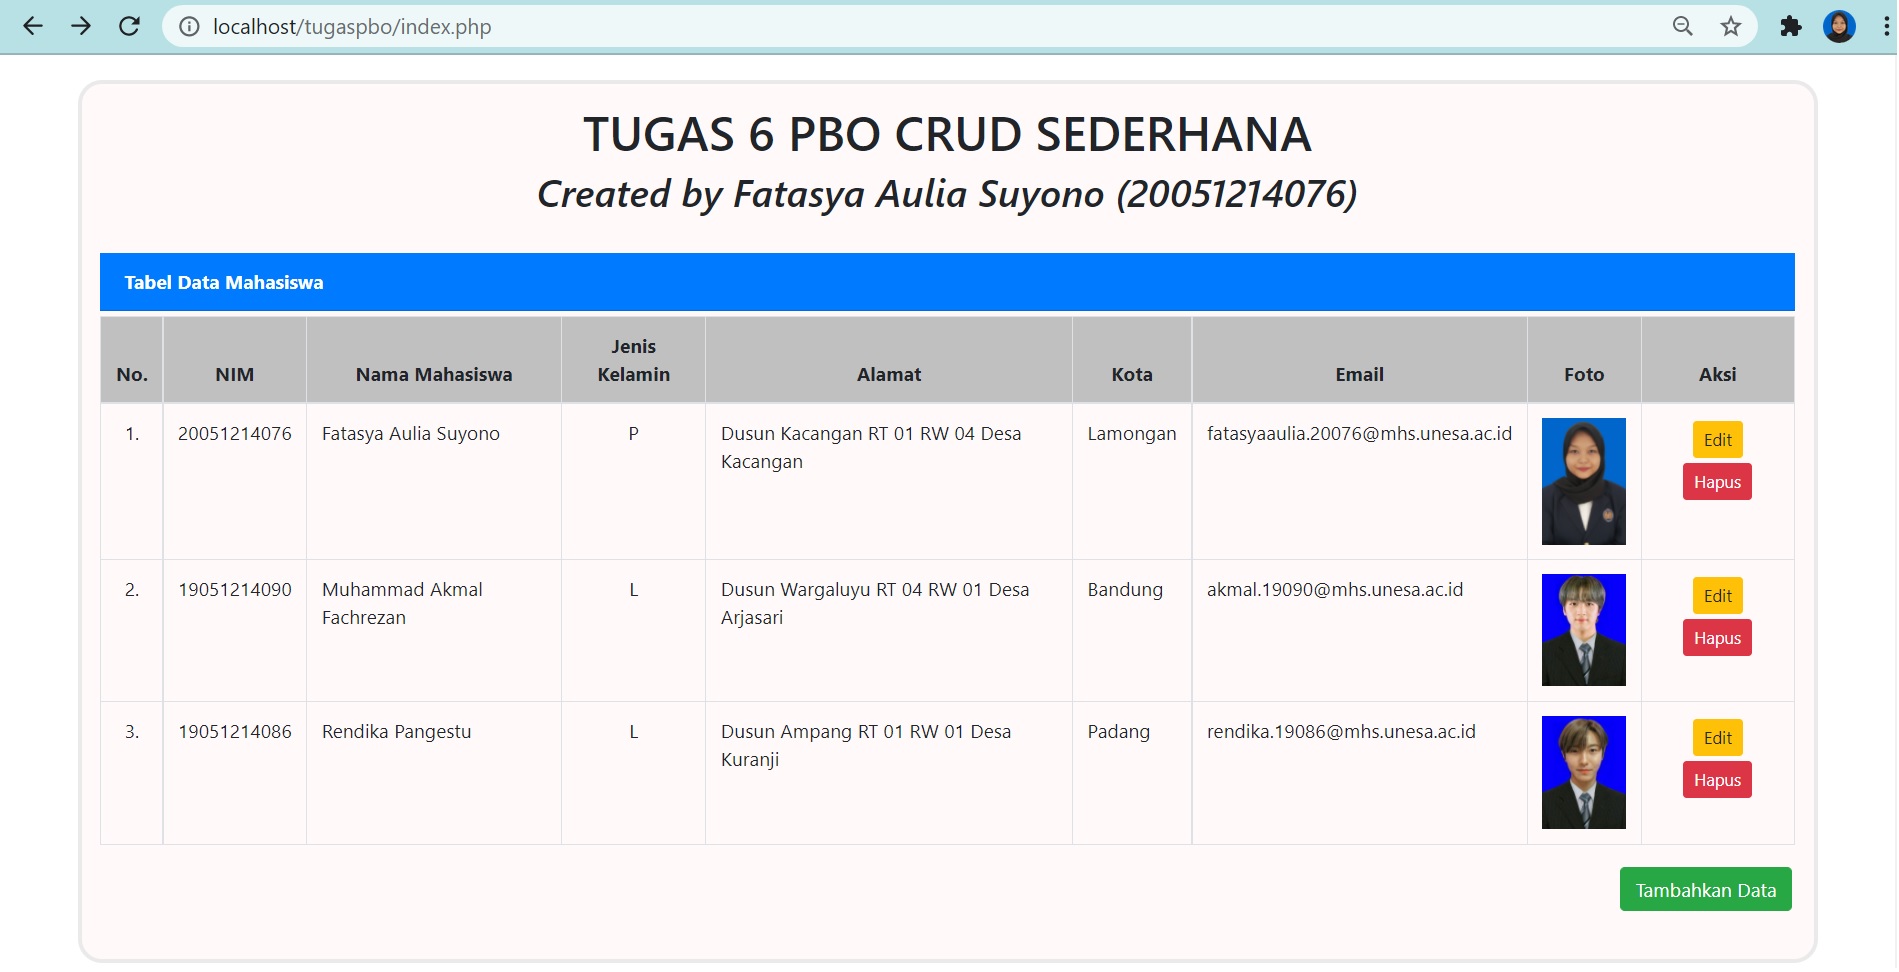 localhost/tugaspbo/index.php
TUGAS 6 PBO CRUD SEDERHANA
Created by Fatasya Aulia Suyono (20051214076)
Tabel Data Mahasiswa
No. NIM Nama Mahasiswa Jenis Kelamin Alamat Kota Email Foto Aksi
1. 20051214076 Fatasya Aulia Suyono P Dusun Kacangan RT 01 RW 04 Desa Lamongan fatasyaaulia.20076@mhs.unesa.ac.id Edit
Kacangan
Hapus
2. 19051214090 Muhammad Akmal L Dusun Wargaluyu RT 04 RW 01 Desa Bandung akmal.19090@mhs.unesa.ac.id Edit
Fachrezan Arjasari
Hapus
3. 19051214086 Rendika Pangestu L Dusun Ampang RT 01 RW 01 Desa Padang rendika.19086@mhs.unesa.ac.id Edit
Kuranji
Hapus
Tambahkan Data